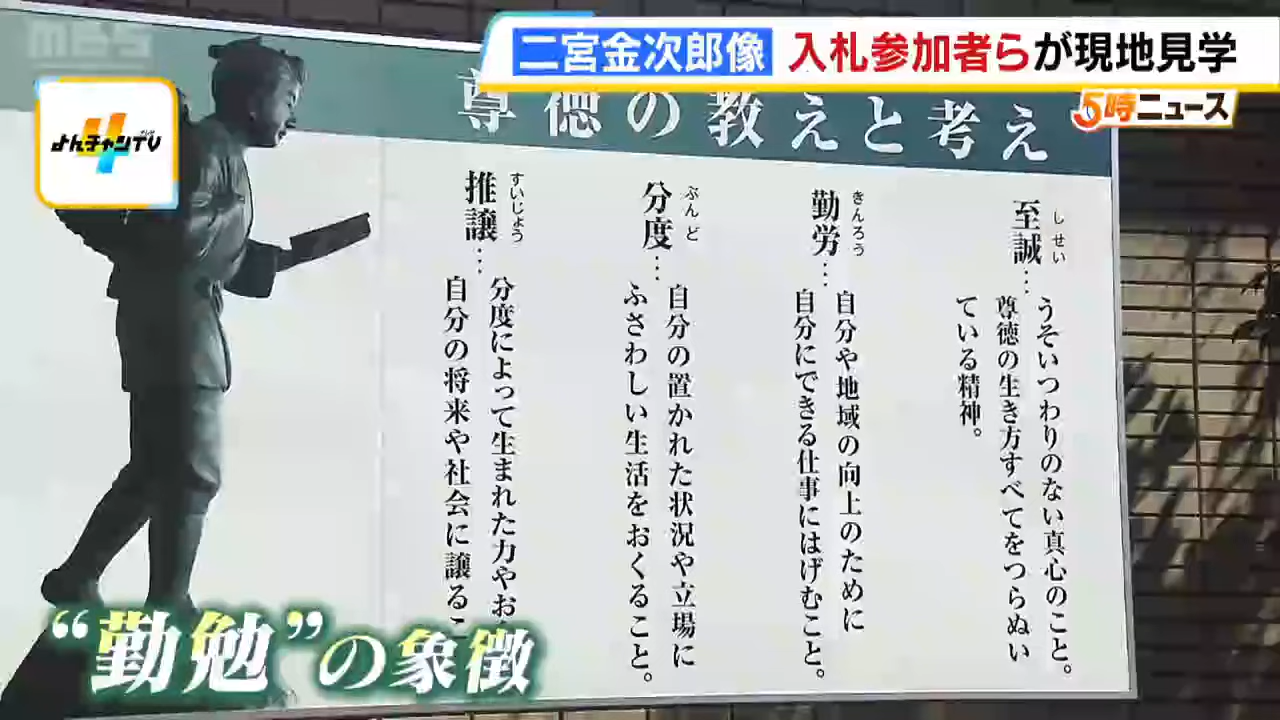 mbs
二宮金次郎像 入札参加者らが現地見学
5時ニュース
よんチャンTV
尊徳の教えと考え
しせい
至誠…
うそいつわりのない真心のこと。
尊徳の生き方すべてをつらぬい
ている精神。
きんろう
勤労…
自分や地域の向上のために
自分にできる仕事にはげむこと。
ぶんど
分度…
自分の置かれた状況や立場に
ふさわしい生活をおくること。
すいじょう
推譲…
分度によって生まれた力やお
自分の将来や社会に譲る
“勤勉”の象徴